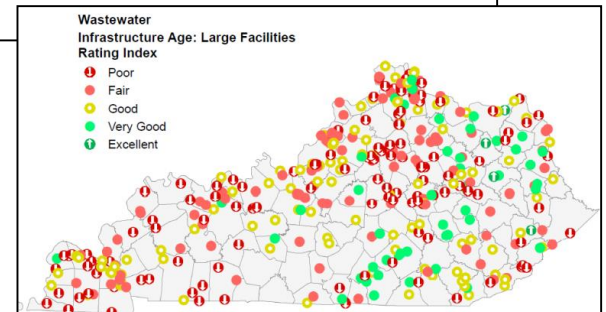 Wastewater
Infrastructure Age: Large Facilities
Rating Index
Poor
Fair
Good
Very Good
Excellent